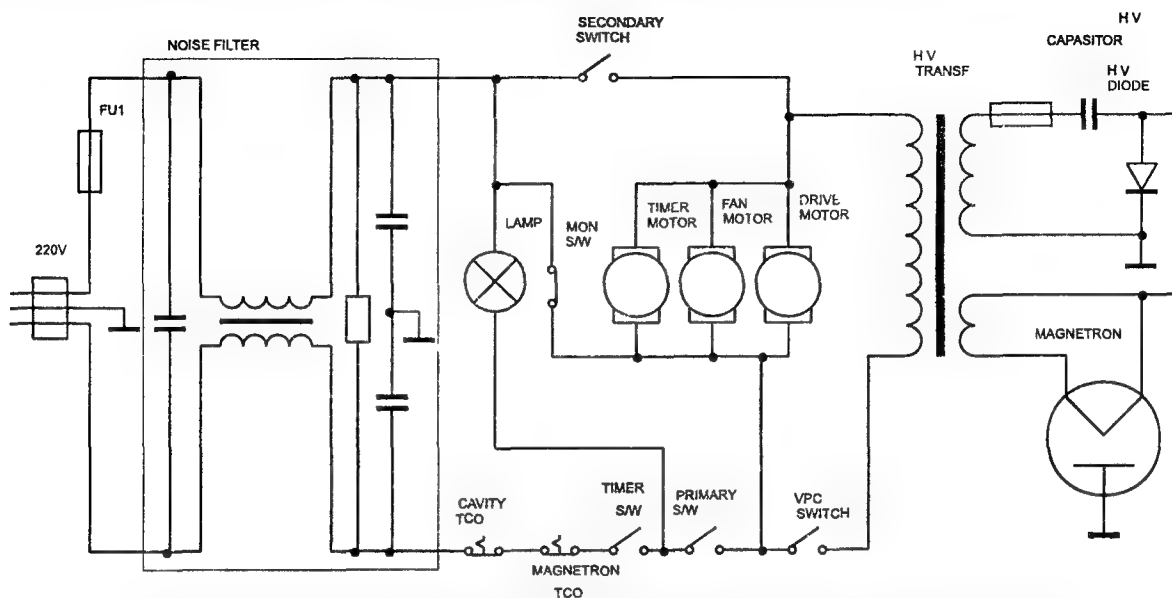 SECONDARY
SWITCH
H V
CAPASITOR
NOISE FILTER
H V
TRANSF
H V
DIODE
FU1
LAMP
MON
S/W
TIMER
MOTOR
FAN
MOTOR
DRIVE
MOTOR
220V
MAGNETRON
CAVITY
TCO
TIMER
S/W
PRIMARY
S/W
VPC
SWITCH
MAGNETRON
TCO